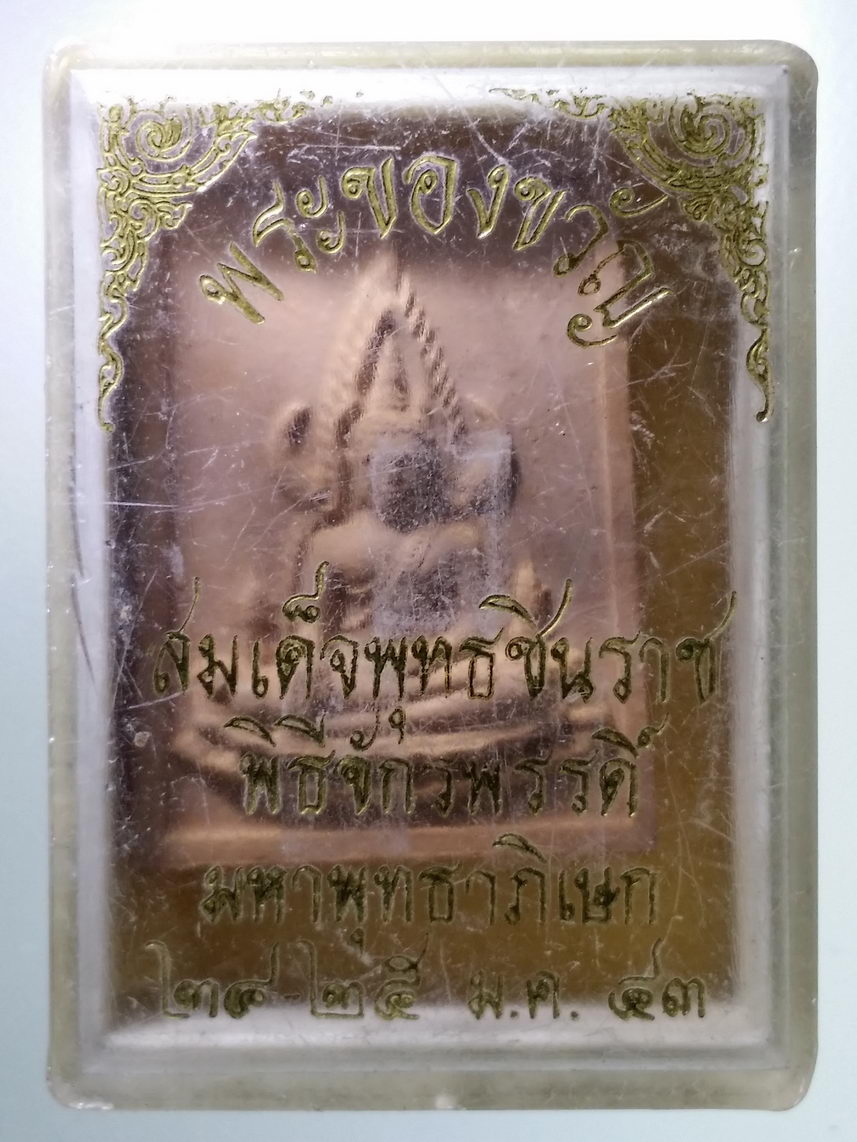 พระของขวัญ
สมเด็จพุทธชินราช
พิธีจักรพรรดิ์
มหาพุทธาภิเษก
๒๔ ๒๕ ม.ค. ๔๓